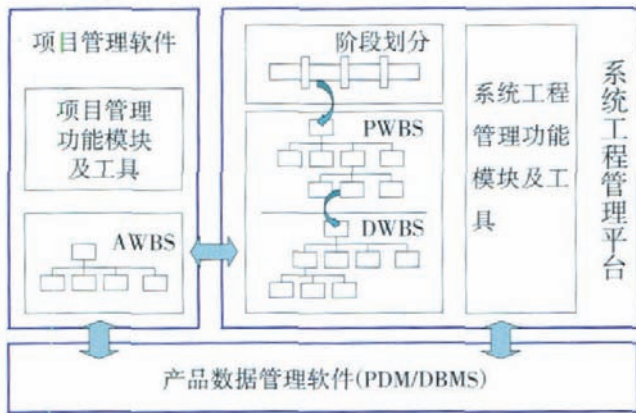 项目管理软件
项目管理
功能模块
及工具
AWBS
阶段划分
PWBS
DWBS
系统工程
管理功能
模块及工
具
系统工程管理平台
产品数据管理软件(PDM/DBMS)